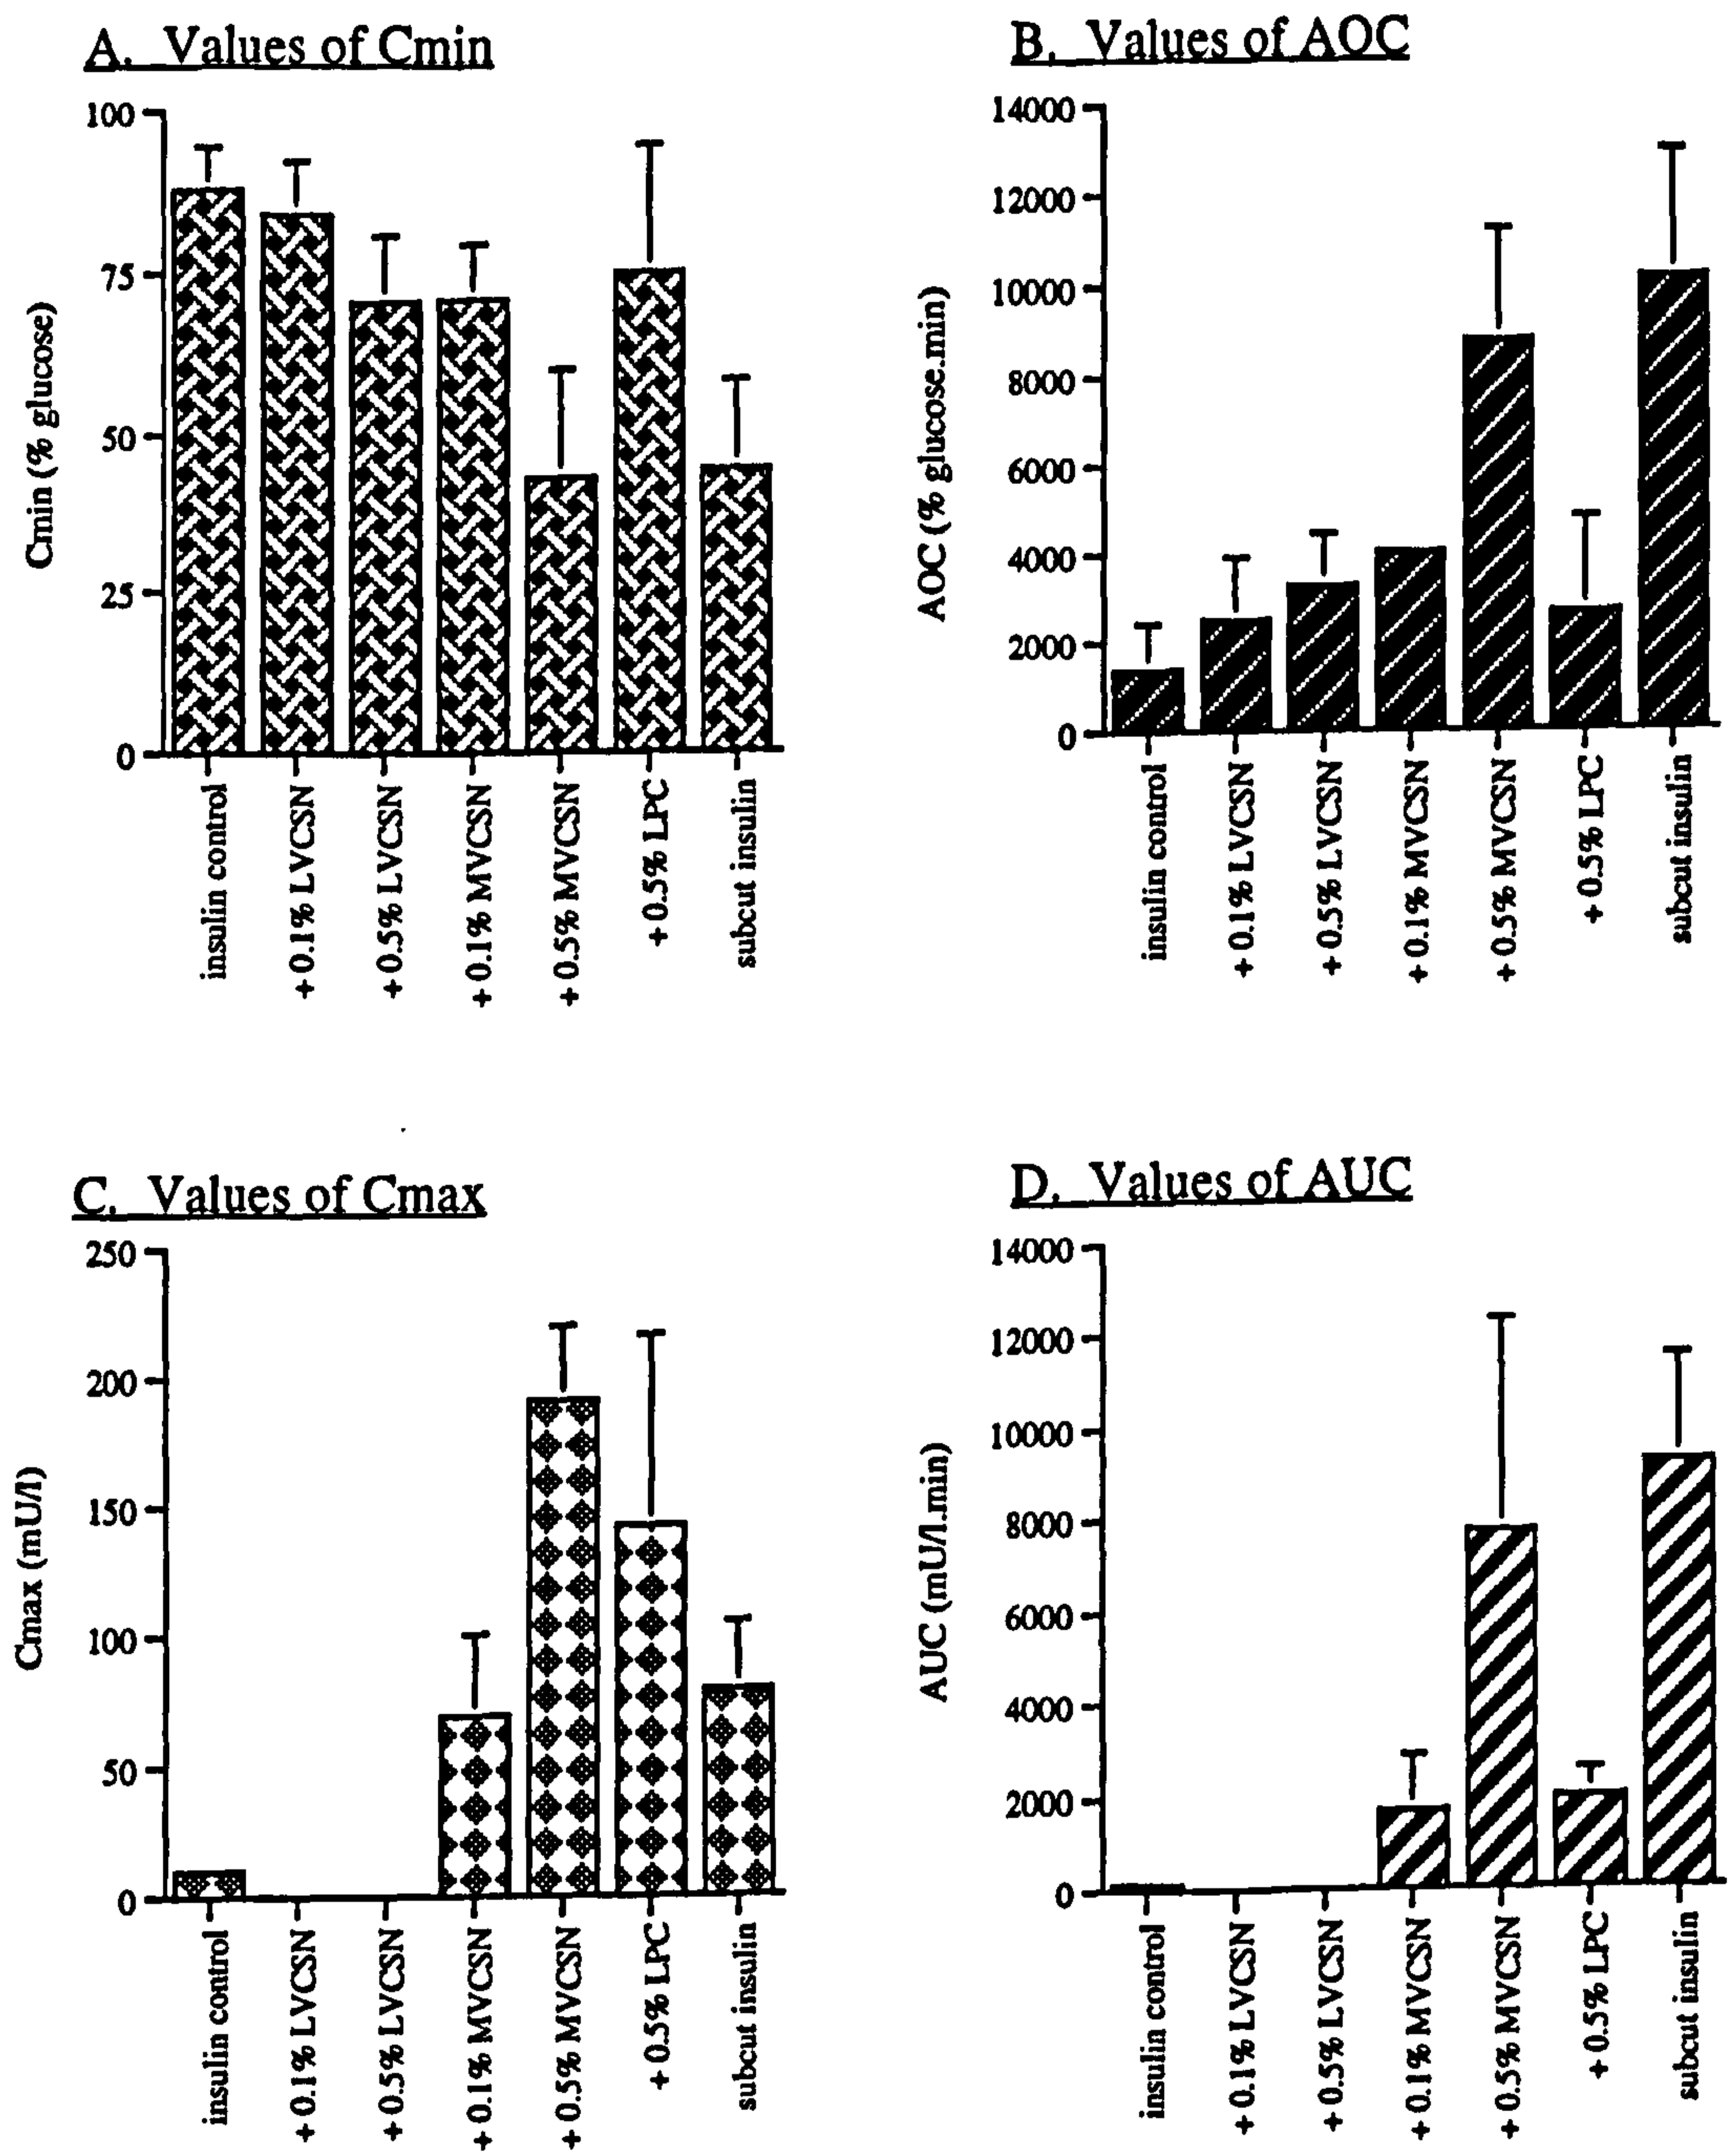 A. Values of Cmin
100
75
50
25
0
Cmin (% glucose)
insulin control
+ 0.1% LVCSN
+ 0.5% LVCSN
+ 0.1% MVCSN
+ 0.5% MVCSN
+ 0.5% LPC
subcut insulin
B. Values of AOC
14000
12000
10000
8000
6000
4000
2000
0
AOC (% glucose.min)
insulin control
+ 0.1% LVCSN
+ 0.5% LVCSN
+ 0.1% MVCSN
+ 0.5% MVCSN
+ 0.5% LPC
subcut insulin
C. Values of Cmax
250
200
150
100
50
0
Cmax (mU/l)
insulin control
+ 0.1% LVCSN
+ 0.5% LVCSN
+ 0.1% MVCSN
+ 0.5% MVCSN
+ 0.5% LPC
subcut insulin
D. Values of AUC
14000
12000
10000
8000
6000
4000
2000
0
AUC (mU/l.min)
insulin control
+ 0.1% LVCSN
+ 0.5% LVCSN
+ 0.1% MVCSN
+ 0.5% MVCSN
+ 0.5% LPC
subcut insulin